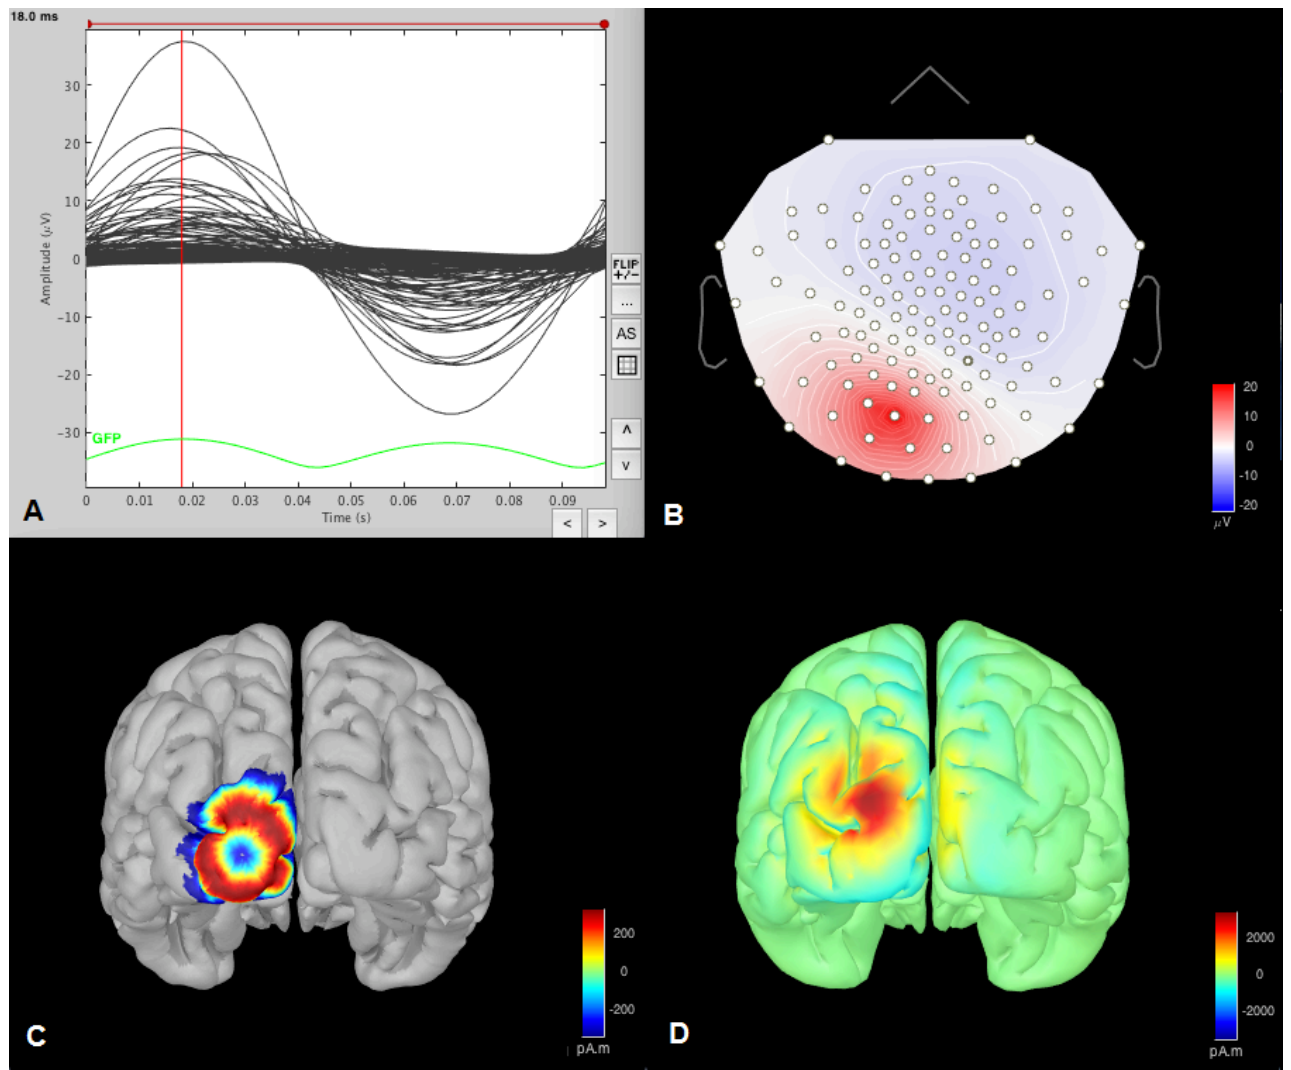 18.0 ms
Amplitude (μV)
30
20
10
0
−10
−20
−30
GFP
0 0.01 0.02 0.03 0.04 0.05 0.06 0.07 0.08 0.09
Time (s)
FLIP
+/-
...
AS
^
v
< >
A
20
10
0
-10
-20
μV
B
200
0
-200
pA.m
C
2000
0
-2000
pA.m
D